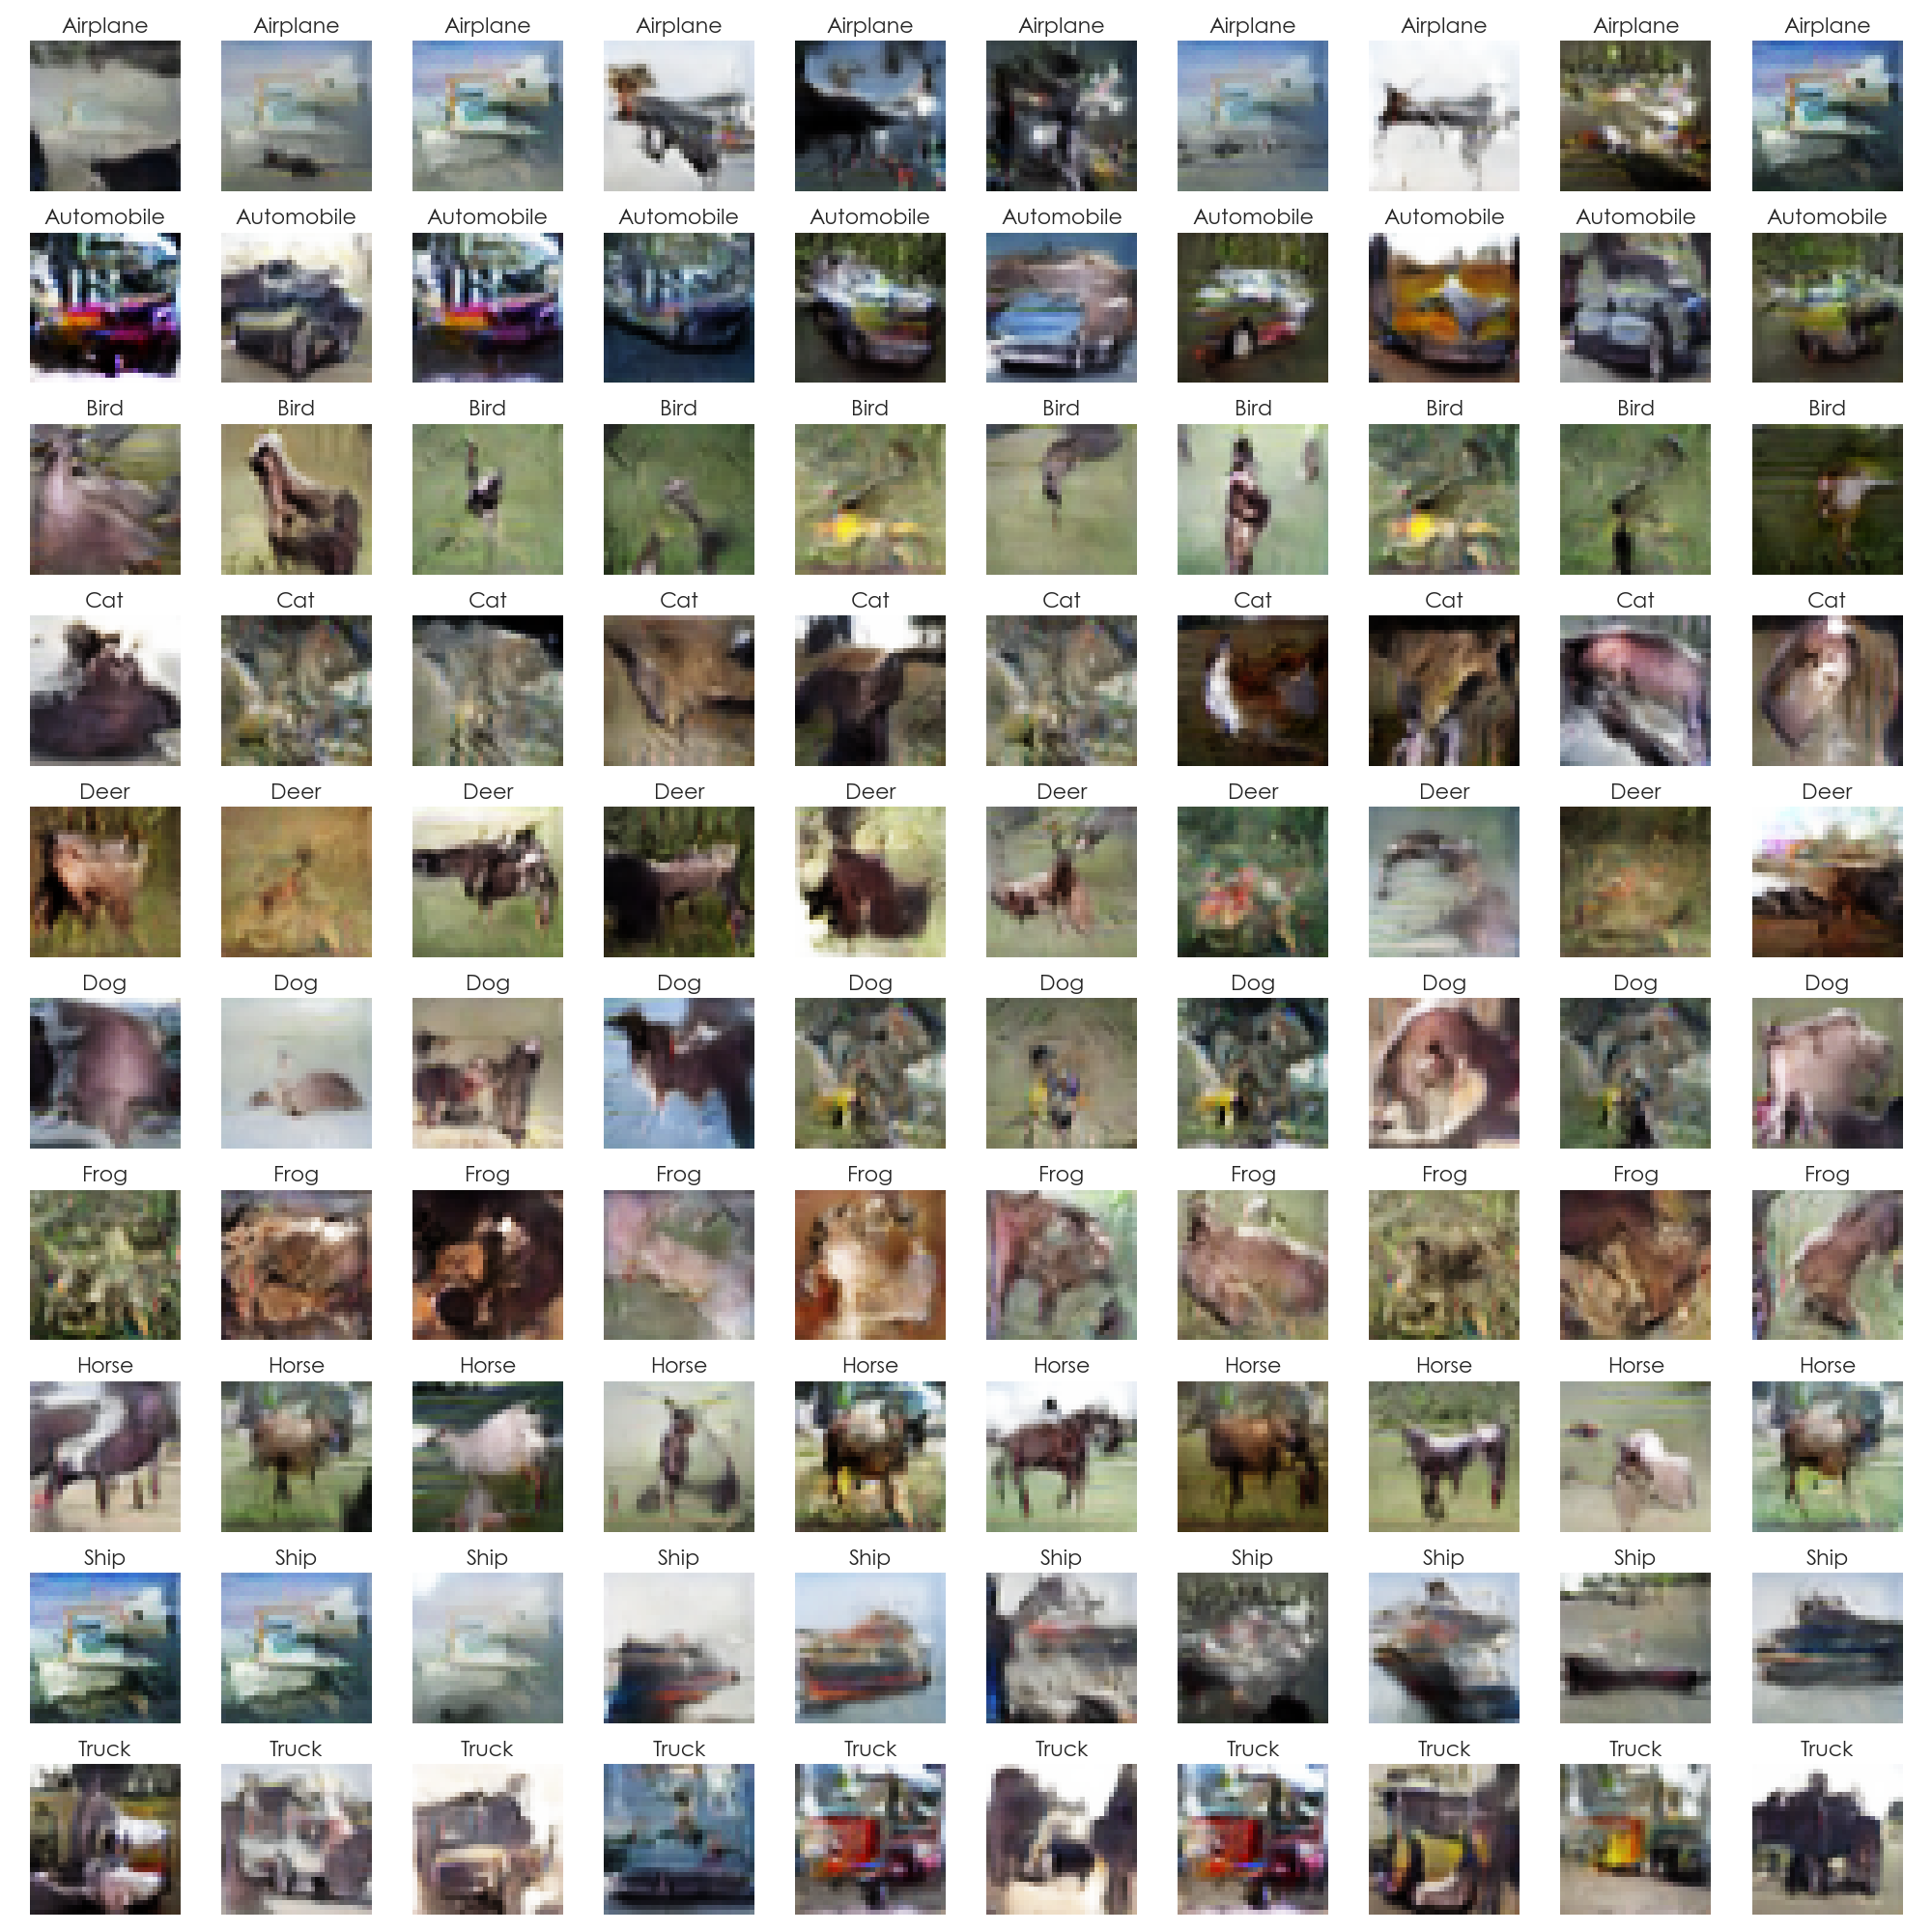 Airplane Airplane Airplane Airplane Airplane Airplane Airplane Airplane Airplane Airplane
Automobile Automobile Automobile Automobile Automobile Automobile Automobile Automobile Automobile Automobile
Bird Bird Bird Bird Bird Bird Bird Bird Bird Bird
Cat Cat Cat Cat Cat Cat Cat Cat Cat Cat
Deer Deer Deer Deer Deer Deer Deer Deer Deer Deer
Dog Dog Dog Dog Dog Dog Dog Dog Dog Dog
Frog Frog Frog Frog Frog Frog Frog Frog Frog Frog
Horse Horse Horse Horse Horse Horse Horse Horse Horse Horse
Ship Ship Ship Ship Ship Ship Ship Ship Ship Ship
Truck Truck Truck Truck Truck Truck Truck Truck Truck Truck